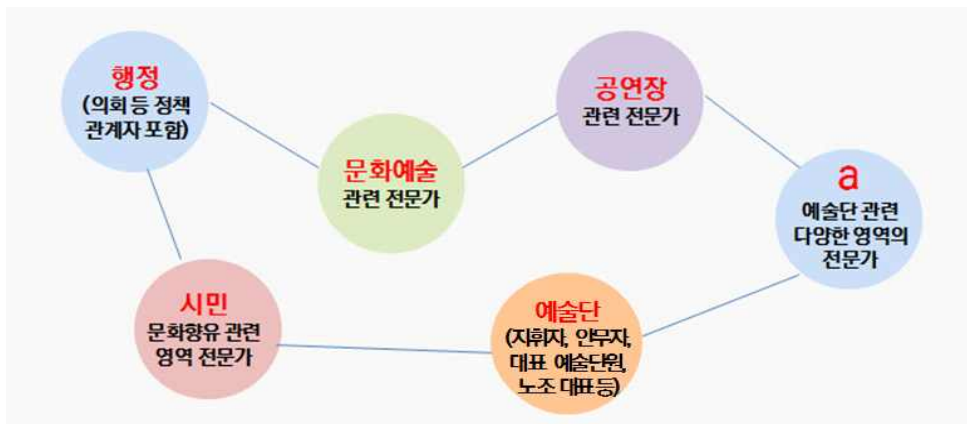 행정
(의회 등 정책
관계자 포함)
문화예술
관련 전문가
공연장
관련 전문가
a
예술단 관련
다양한 영역의
전문가
시민
문화향유 관련
영역 전문가
예술단
(지휘자, 안무자,
대표 예술단원,
노조 대표 등)